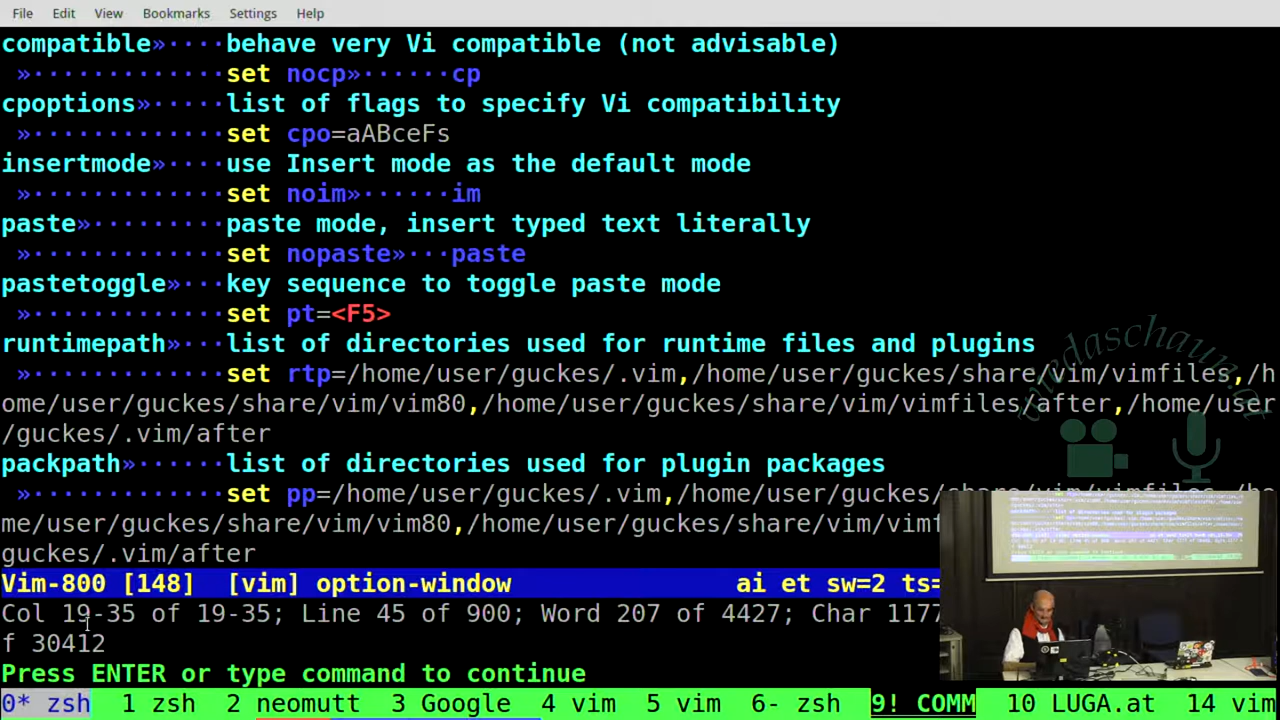 File Edit View Bookmarks Settings Help
compatible»····behave very Vi compatible (not advisable)
»·············set nocp»······cp
cpoptions»·····list of flags to specify Vi compatibility
»·············set cpo=aABceFs
insertmode»····use Insert mode as the default mode
»·············set noim»······im
paste»·········paste mode, insert typed text literally
»·············set nopaste»···paste
pastetoggle»···key sequence to toggle paste mode
»·············set pt=<F5>
runtimepath»···list of directories used for runtime files and plugins
»·············set rtp=/home/user/guckes/.vim,/home/user/guckes/share/vim/vimfiles,/h
ome/user/guckes/share/vim/vim80,/home/user/guckes/share/vim/vimfiles/after,/home/user
/guckes/.vim/after
packpath»······list of directories used for plugin packages
»·············set pp=/home/user/guckes/.vim,/home/user/guckes/share/vim/vimfiles,/ho
me/user/guckes/share/vim/vim80,/home/user/guckes/share/vim/vimf
guckes/.vim/after
Vim-800 [148] [vim] option-window ai et sw=2 ts=
Col 19-35 of 19-35; Line 45 of 900; Word 207 of 4427; Char 1177
f 30412
Press ENTER or type command to continue
0* zsh 1 zsh 2 neomutt 3 Google 4 vim 5 vim 6- zsh 9! COMM 10 LUGA.at 14 vim